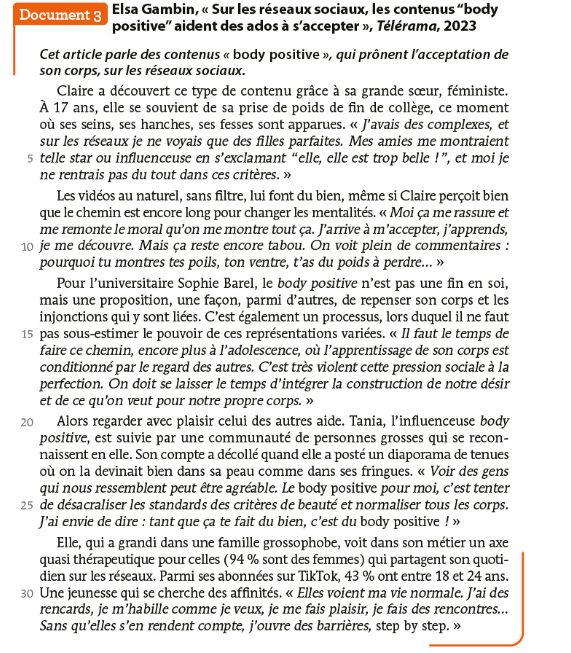 Document 3
Elsa Gambin, « Sur les réseaux sociaux, les contenus “body
positive” aident des ados à s’accepter », Télérama, 2023
Cet article parle des contenus « body positive », qui prônent l’acceptation de
son corps, sur les réseaux sociaux.
Claire a découvert ce type de contenu grâce à sa grande sœur, féministe.
À 17 ans, elle se souvient de sa prise de poids de fin de collège, ce moment
où ses seins, ses hanches, ses fesses sont apparues. « J’avais des complexes, et
sur les réseaux je ne voyais que des filles parfaites. Mes amies me montraient
5 telle star ou influenceuse en s’exclamant “elle, elle est trop belle !”, et moi je
ne rentrais pas du tout dans ces critères. »
Les vidéos au naturel, sans filtre, lui font du bien, même si Claire perçoit bien
que le chemin est encore long pour changer les mentalités. « Moi ça me rassure et
me remonte le moral qu’on me montre tout ça. J’arrive à m’accepter, j’apprends,
10 je me découvre. Mais ça reste encore tabou. On voit plein de commentaires :
pourquoi tu montres tes poils, ton ventre, t’as du poids à perdre... »
Pour l’universitaire Sophie Barel, le body positive n’est pas une fin en soi,
mais une proposition, une façon, parmi d’autres, de repenser son corps et les
injonctions qui y sont liées. C’est également un processus, lors duquel il ne faut
15 pas sous-estimer le pouvoir de ces représentations variées. « Il faut le temps de
faire ce chemin, encore plus à l’adolescence, où l’apprentissage de son corps est
conditionné par le regard des autres. C’est très violent cette pression sociale à la
perfection. On doit se laisser le temps d’intégrer la construction de notre désir
et de ce qu’on veut pour notre propre corps. »
20 Alors regarder avec plaisir celui des autres aide. Tania, l’influenceuse body
positive, est suivie par une communauté de personnes grosses qui se recon-
naissent en elle. Son compte a décollé quand elle a posté un diaporama de tenues
où on la devinait bien dans sa peau comme dans ses fringues. « Voir des gens
qui nous ressemblent peut être agréable. Le body positive pour moi, c’est tenter
25 de désacraliser les standards des critères de beauté et normaliser tous les corps.
J’ai envie de dire : tant que ça te fait du bien, c’est du body positive ! »
Elle, qui a grandi dans une famille grossophobe, voit dans son métier un axe
quasi thérapeutique pour celles (94 % sont des femmes) qui partagent son quoti-
dien sur les réseaux. Parmi ses abonnées sur TikTok, 43 % ont entre 18 et 24 ans.
30 Une jeunesse qui se cherche des affinités. « Elles voient ma vie normale. J’ai des
rencards, je m’habille comme je veux, je me fais plaisir, je fais des rencontres...
Sans qu’elles s’en rendent compte, j’ouvre des barrières, step by step. »